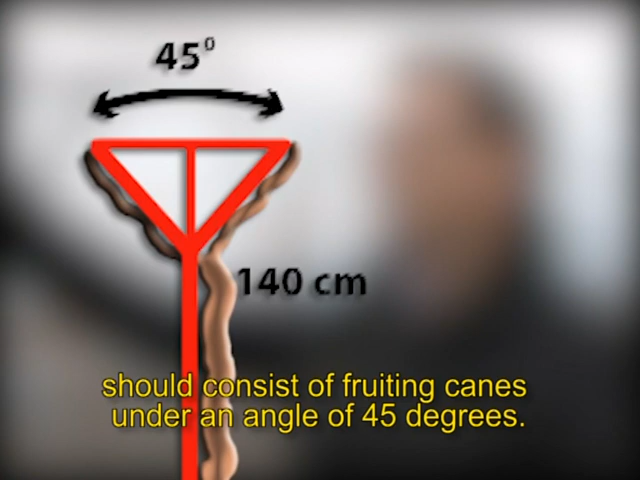 45°
140 cm
should consist of fruiting canes
under an angle of 45 degrees.